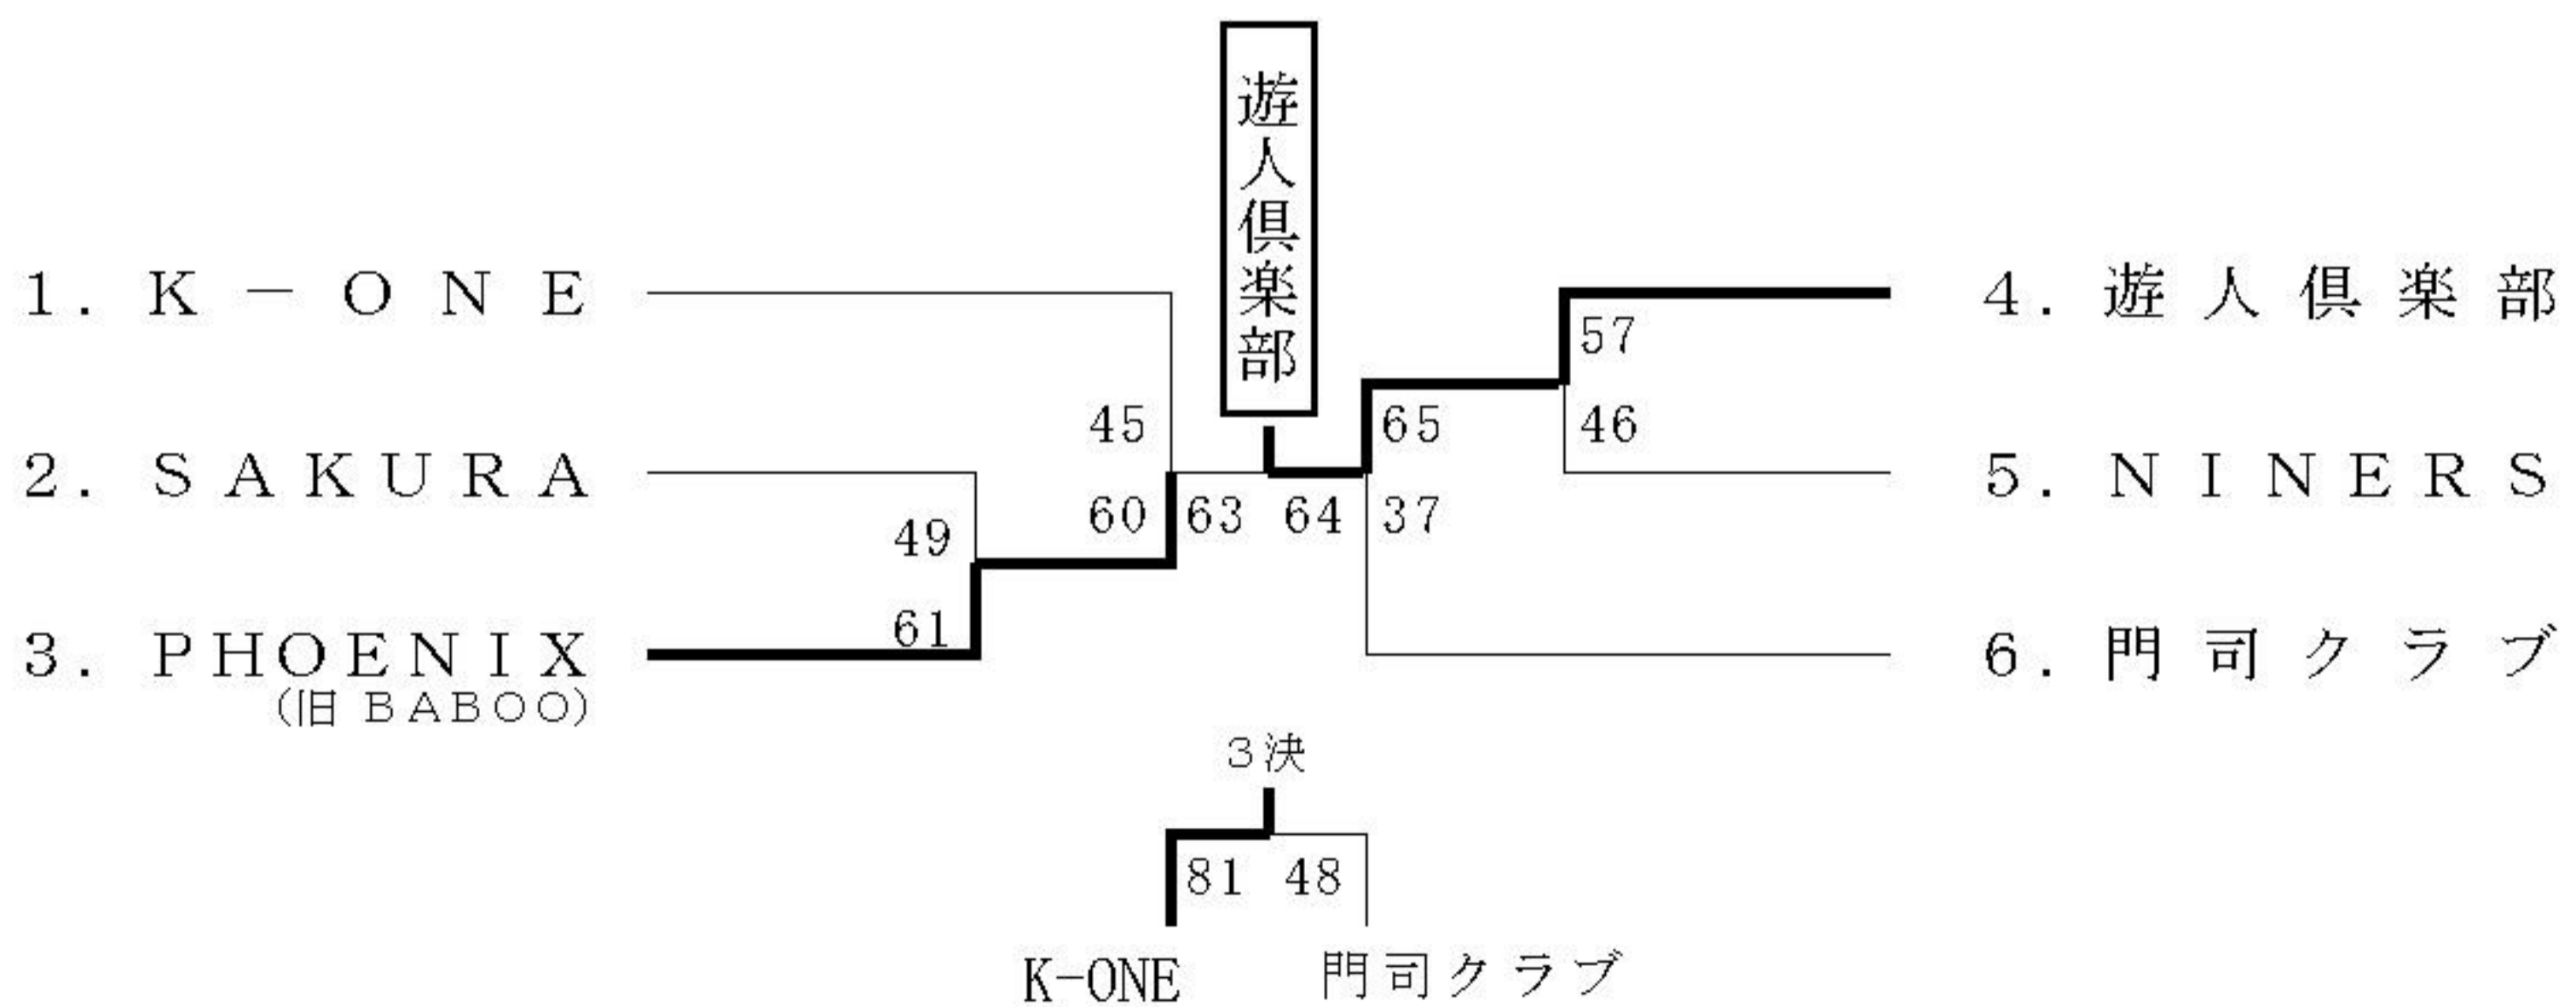 遊人倶楽部
1. K－ONE
2. SAKURA
3. PHOENIX
(旧 BABOO)
45
60
49
61
63
64
65
37
57
46
4. 遊人倶楽部
5. NINERS
6. 門司クラブ
3決
81 48
K-ONE 門司クラブ